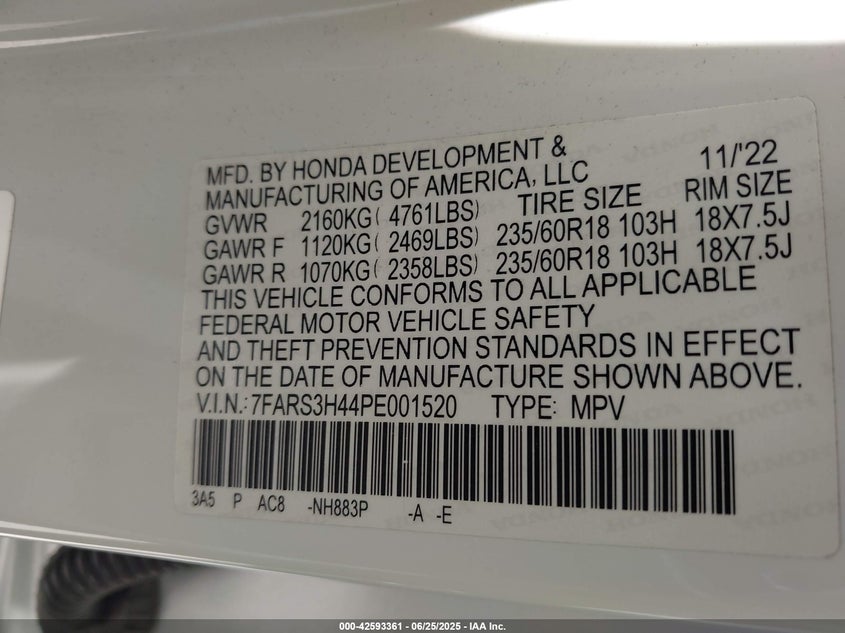 MFD. BY HONDA DEVELOPMENT & 11/'22
MANUFACTURING OF AMERICA, LLC
TIRE SIZE RIM SIZE
GVWR 2160KG( 4761LBS)
GAWR F 1120KG( 2469LBS) 235/60R18 103H 18X7.5J
GAWR R 1070KG( 2358LBS) 235/60R18 103H 18X7.5J
THIS VEHICLE CONFORMS TO ALL APPLICABLE
FEDERAL MOTOR VEHICLE SAFETY
AND THEFT PREVENTION STANDARDS IN EFFECT
ON THE DATE OF MANUFACTURE SHOWN ABOVE.
V.I.N.: 7FARS3H44PE001520 TYPE: MPV
3A5 P AC8 -NH883P -A -E
000-42593361 - 06/25/2025 - IAA Inc.